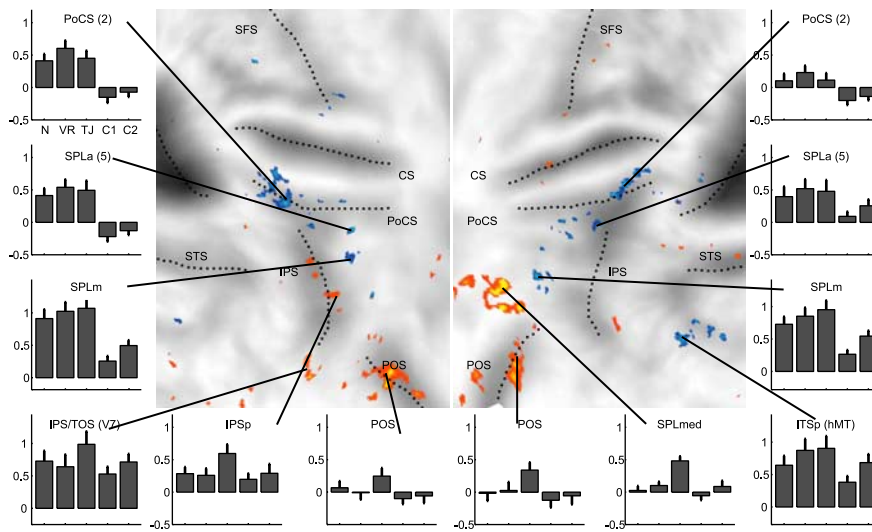 PoCS (2)
1
0.5
0
-0.5
N VR TJ C1 C2
SPLa (5)
1
0.5
0
-0.5
SPLm
1
0.5
0
IPS/TOS (V7)
1
0.5
0
IPSp
1
0.5
0
-0.5
POS
1
0.5
0
-0.5
POS
1
0.5
0
-0.5
SPLmed
1
0.5
0
-0.5
ITSp (hMT)
1
0.5
0
SPLm
1
0.5
0
SPLa (5)
1
0.5
0
-0.5
PoCS (2)
1
0.5
0
-0.5
SFS
CS
PoCS
STS
IPS
POS
SFS
CS
PoCS
STS
IPS
POS